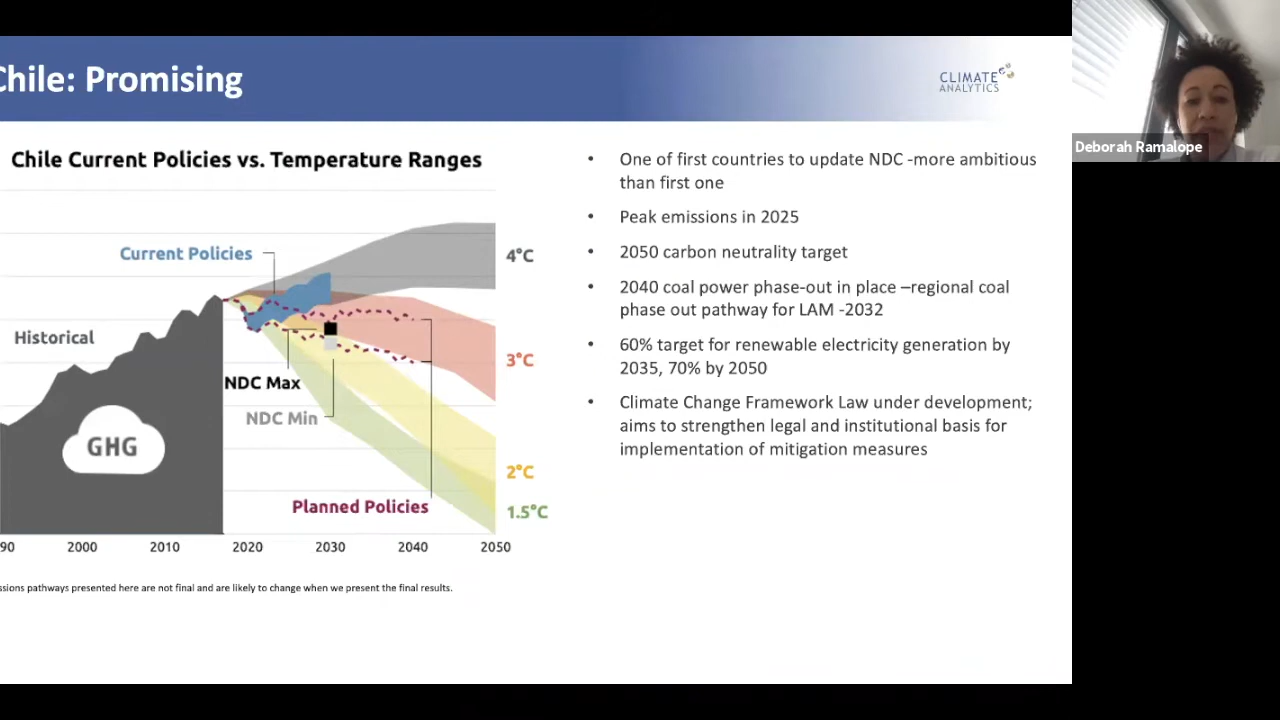 Chile: Promising
CLIMATE
ANALYTICS
Deborah Ramalope
Chile Current Policies vs. Temperature Ranges
Current Policies
4°C
Historical
3°C
NDC Max
NDC Min
GHG
2°C
Planned Policies
1.5°C
90 2000 2010 2020 2030 2040 2050
ssions pathways presented here are not final and are likely to change when we present the final results.
• One of first countries to update NDC -more ambitious
than first one
• Peak emissions in 2025
• 2050 carbon neutrality target
• 2040 coal power phase-out in place –regional coal
phase out pathway for LAM -2032
• 60% target for renewable electricity generation by
2035, 70% by 2050
• Climate Change Framework Law under development;
aims to strengthen legal and institutional basis for
implementation of mitigation measures